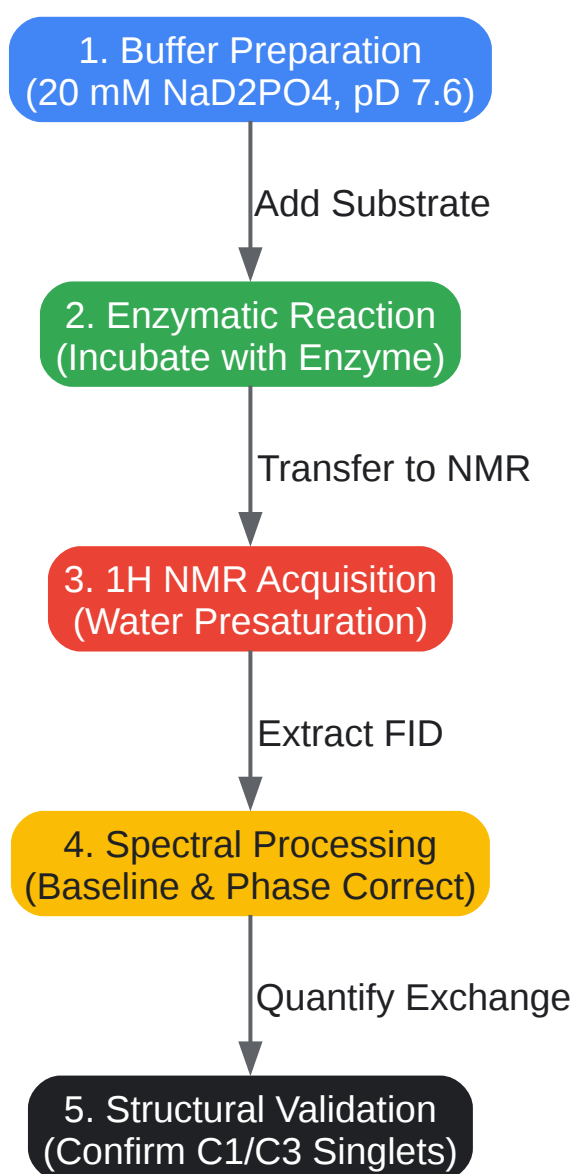 1. Buffer Preparation
(20 mM NaD2PO4, pD 7.6)
Add Substrate
2. Enzymatic Reaction
(Incubate with Enzyme)
Transfer to NMR
3. 1H NMR Acquisition
(Water Presaturation)
Extract FID
4. Spectral Processing
(Baseline & Phase Correct)
Quantify Exchange
5. Structural Validation
(Confirm C1/C3 Singlets)